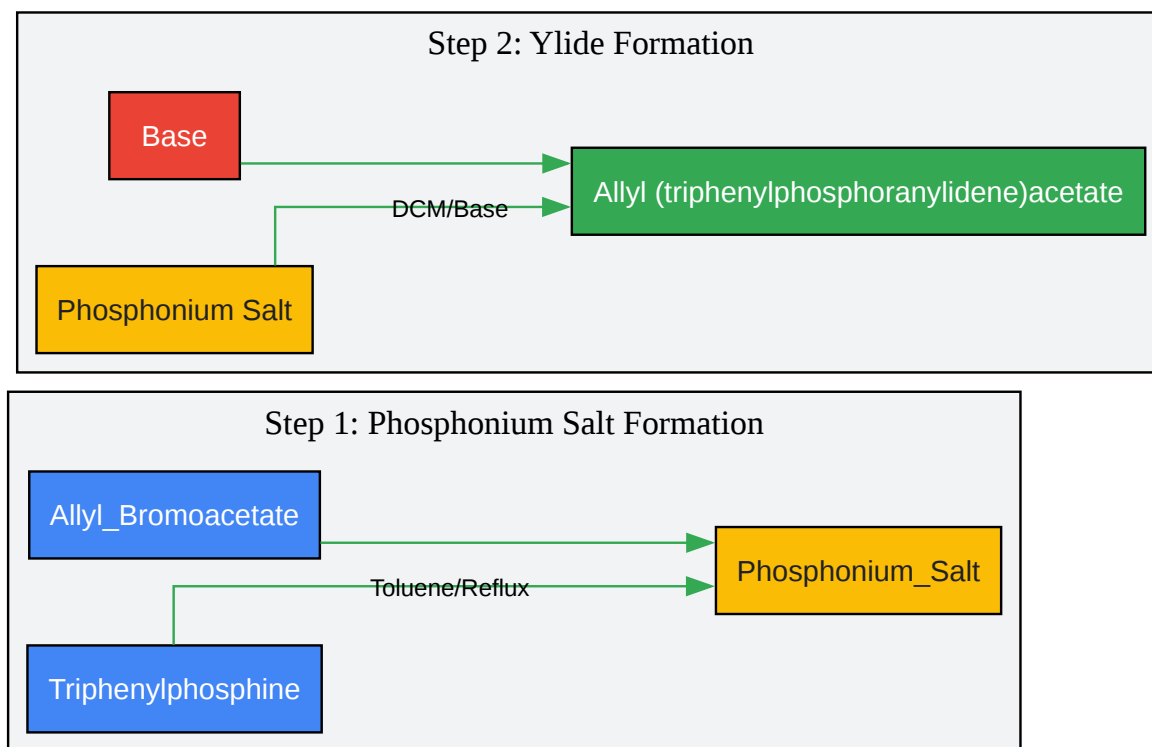 Step 2: Ylide Formation
Base
Allyl (triphenylphosphoranylidene)acetate
DCM/Base
Phosphonium Salt
Step 1: Phosphonium Salt Formation
Allyl_Bromoacetate
Phosphonium_Salt
Toluene/Reflux
Triphenylphosphine